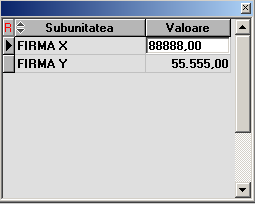 R Subunitatea Valoare
FIRMA X 88888,00
FIRMA Y 55.555,00